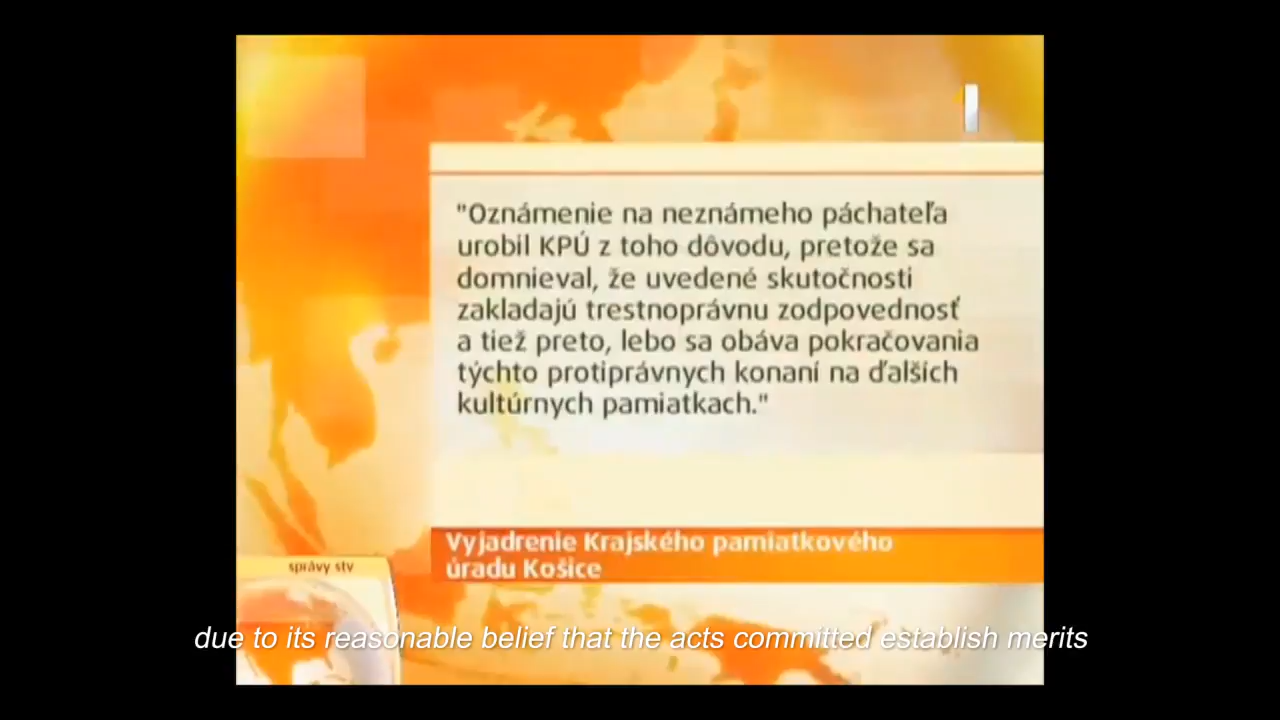 "Oznámenie na neznámeho páchateľa
urobil KPÚ z toho dôvodu, pretože sa
domnieval, že uvedené skutočnosti
zakladajú trestnoprávnu zodpovednosť
a tiež preto, lebo sa obáva pokračovania
týchto protiprávnych konaní na ďalších
kultúrnych pamiatkach."
Vyjadrenie Krajského pamiatkového
úradu Košice
správy stv
due to its reasonable belief that the acts committed establish merits